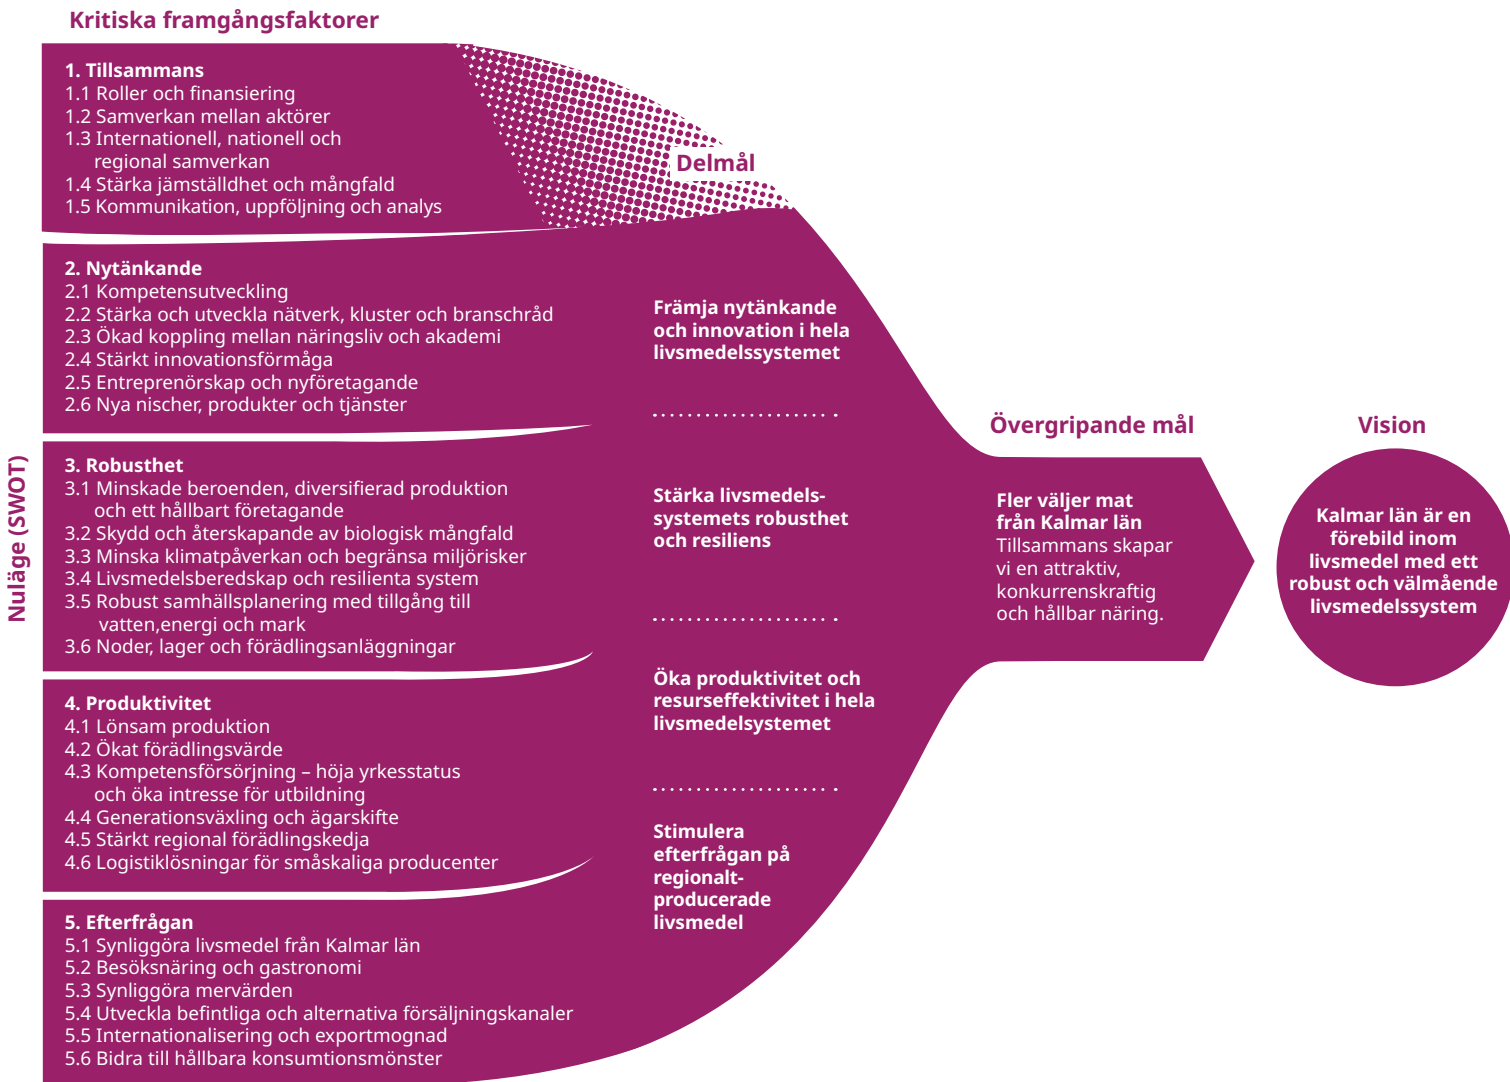 Kritiska framgångsfaktorer
1. Tillsammans
1.1 Roller och finansiering
1.2 Samverkan mellan aktörer
1.3 Internationell, nationell och
regional samverkan
1.4 Stärka jämställdhet och mångfald
1.5 Kommunikation, uppföljning och analys
2. Nytänkande
2.1 Kompetensutveckling
2.2 Stärka och utveckla nätverk, kluster och branschråd
2.3 Ökad koppling mellan näringsliv och akademi
2.4 Stärkt innovationsförmåga
2.5 Entreprenörskap och nyföretagande
2.6 Nya nischer, produkter och tjänster
Nuläge (SWOT)
3. Robusthet
3.1 Minskade beroenden, diversifierad produktion
och ett hållbart företagande
3.2 Skydd och återskapande av biologisk mångfald
3.3 Minska klimatpåverkan och begränsa miljörisker
3.4 Livsmedelsberedskap och resilienta system
3.5 Robust samhällsplanering med tillgång till
vatten,energi och mark
3.6 Noder, lager och förädlingsanläggningar
4. Produktivitet
4.1 Lönsam produktion
4.2 Ökat förädlingsvärde
4.3 Kompetensförsörjning – höja yrkesstatus
och öka intresse för utbildning
4.4 Generationsväxling och ägarskifte
4.5 Stärkt regional förädlingskedja
4.6 Logistiklösningar för småskaliga producenter
5. Efterfrågan
5.1 Synliggöra livsmedel från Kalmar län
5.2 Besöksnäring och gastronomi
5.3 Synliggöra mervärden
5.4 Utveckla befintliga och alternativa försäljningskanaler
5.5 Internationalisering och exportmognad
5.6 Bidra till hållbara konsumtionsmönster
Delmål
Främja nytänkande
och innovation i hela
livsmedelssystemet
Stärka livsmedels-
systemets robusthet
och resiliens
Öka produktivitet och
resurseffektivitet i hela
livsmedelsystemet
Stimulera
efterfrågan på
regionalt-
producerade
livsmedel
Övergripande mål
Fler väljer mat
från Kalmar län
Tillsammans skapar
vi en attraktiv,
konkurrenskraftig
och hållbar näring.
Vision
Kalmar län är en
förebild inom
livsmedel med ett
robust och välmående
livsmedelssystem